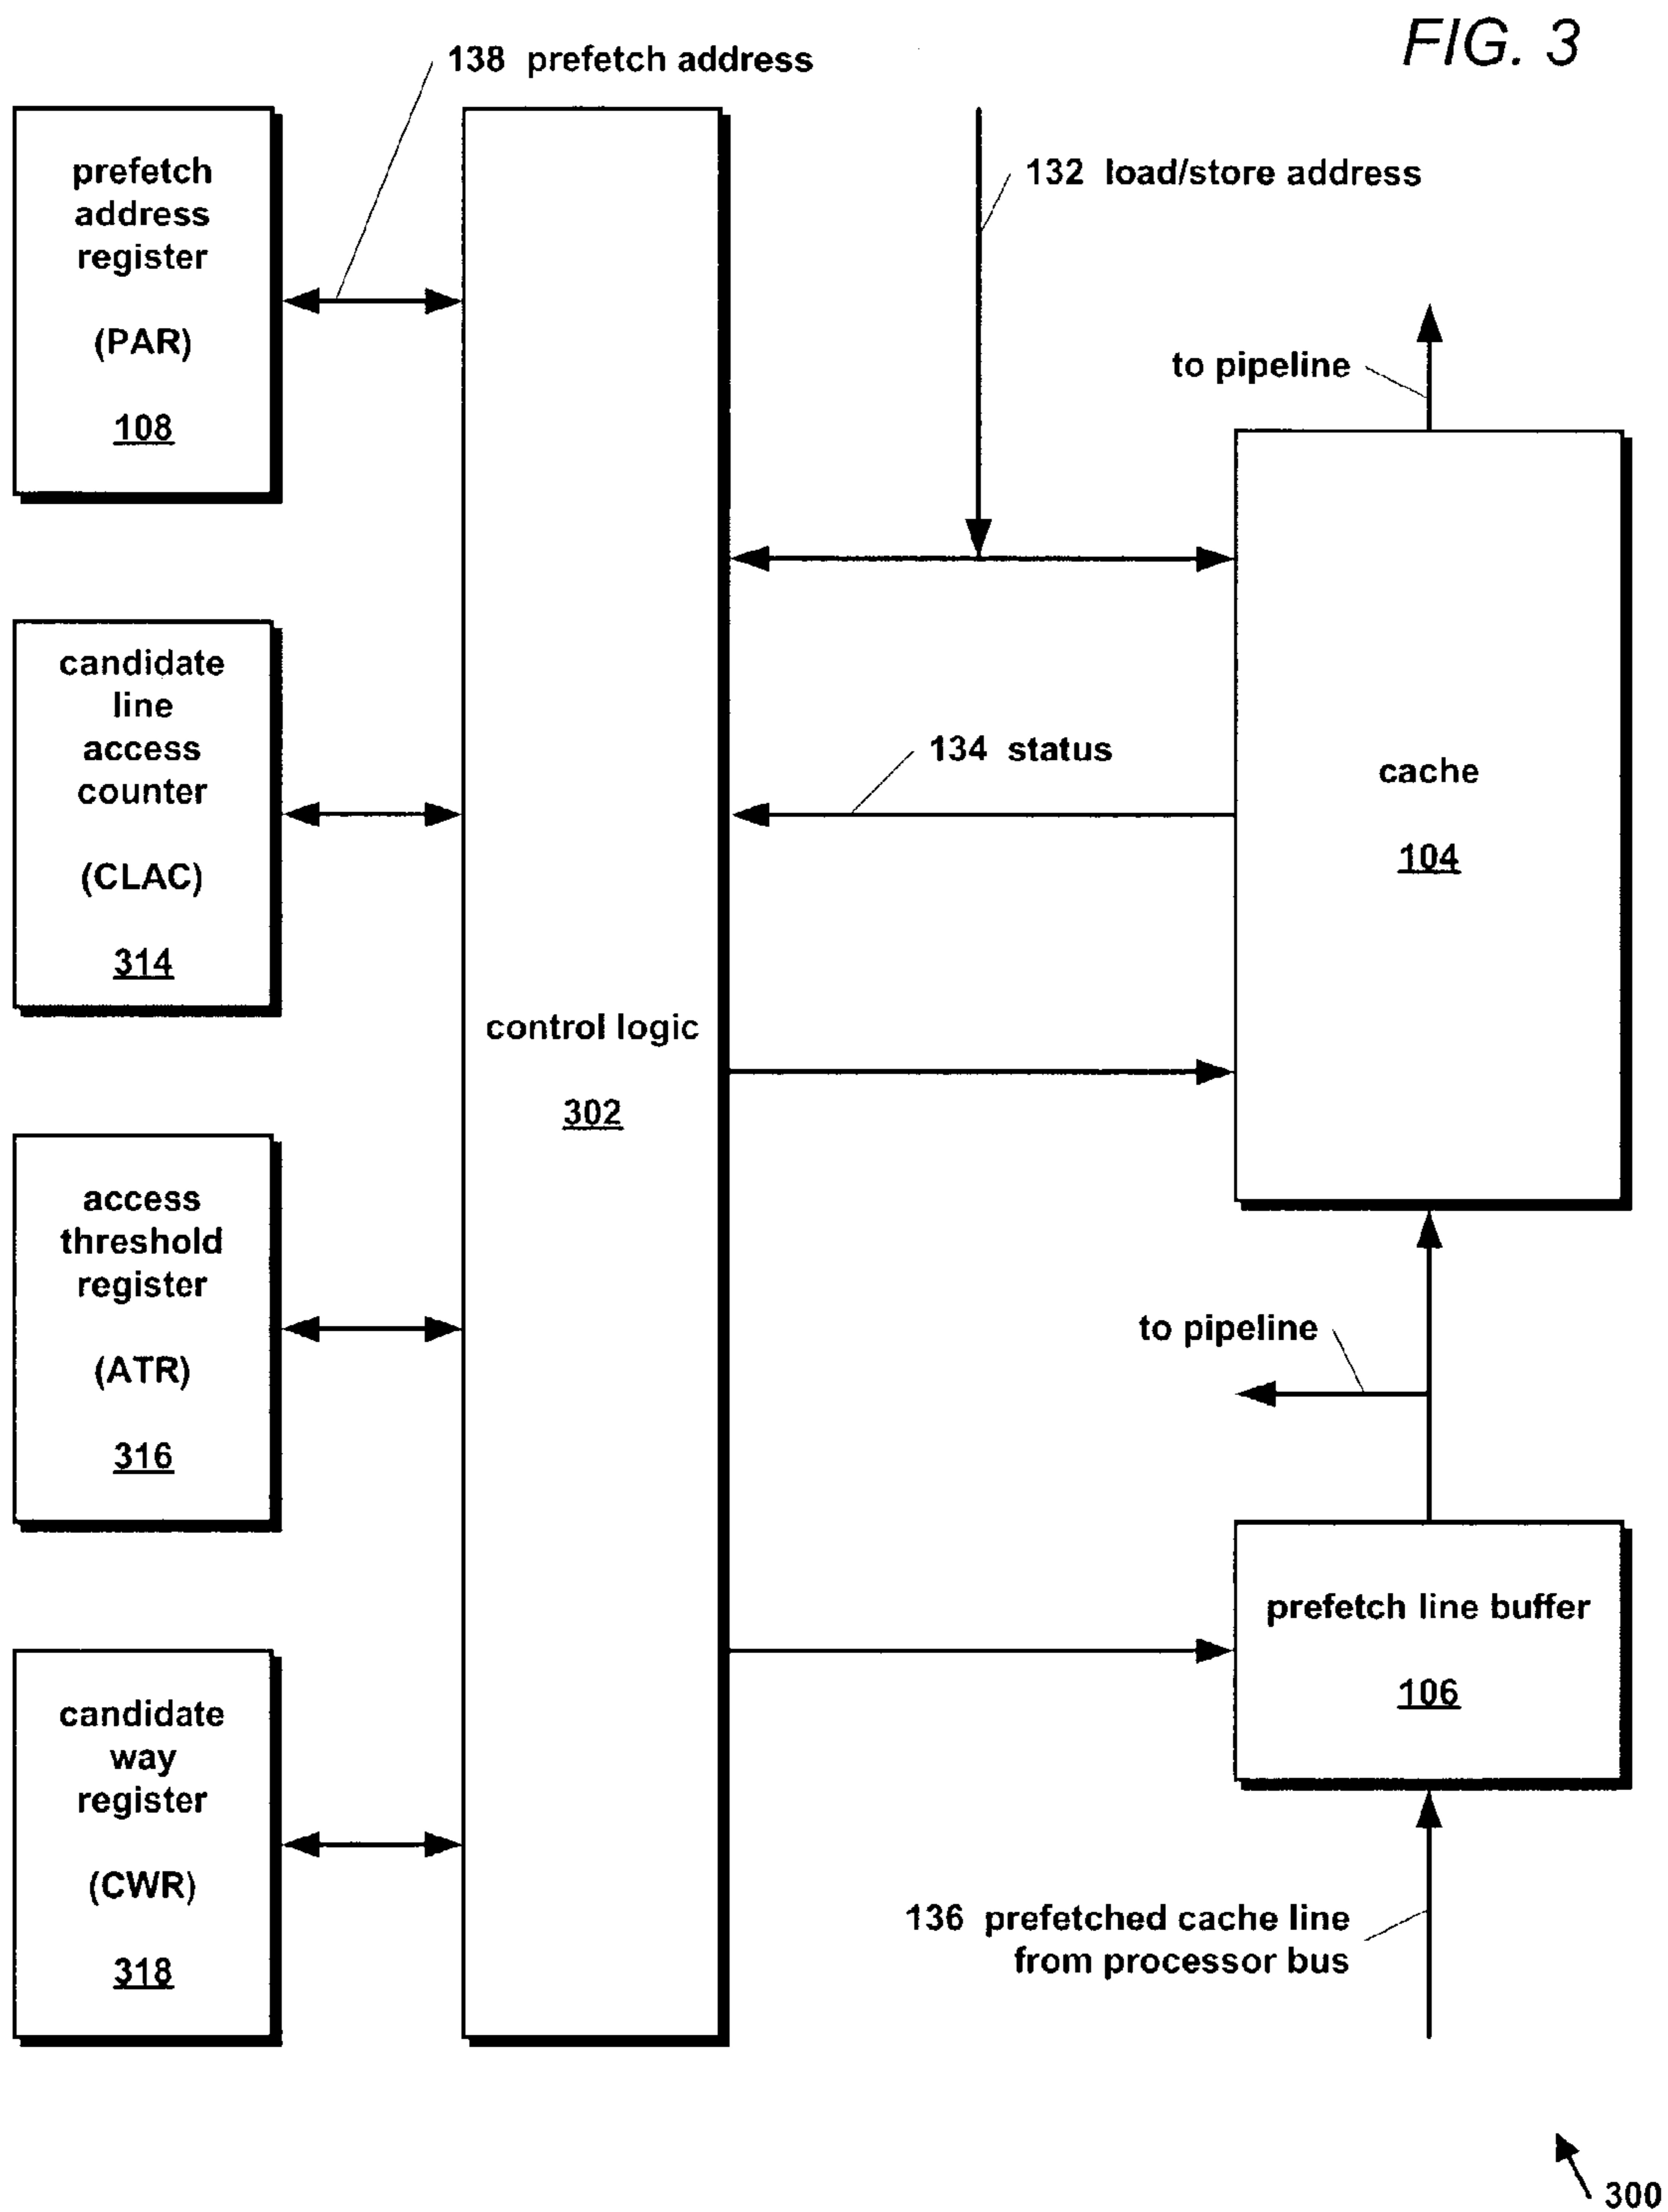 FIG. 3
138 prefetch address
prefetch
address
register
(PAR)
108
132 load/store address
to pipeline
candidate
line
access
counter
(CLAC)
314
134 status
cache
104
control logic
302
access
threshold
register
(ATR)
316
to pipeline
prefetch line buffer
106
candidate
way
register
(CWR)
318
136 prefetched cache line
from processor bus
300